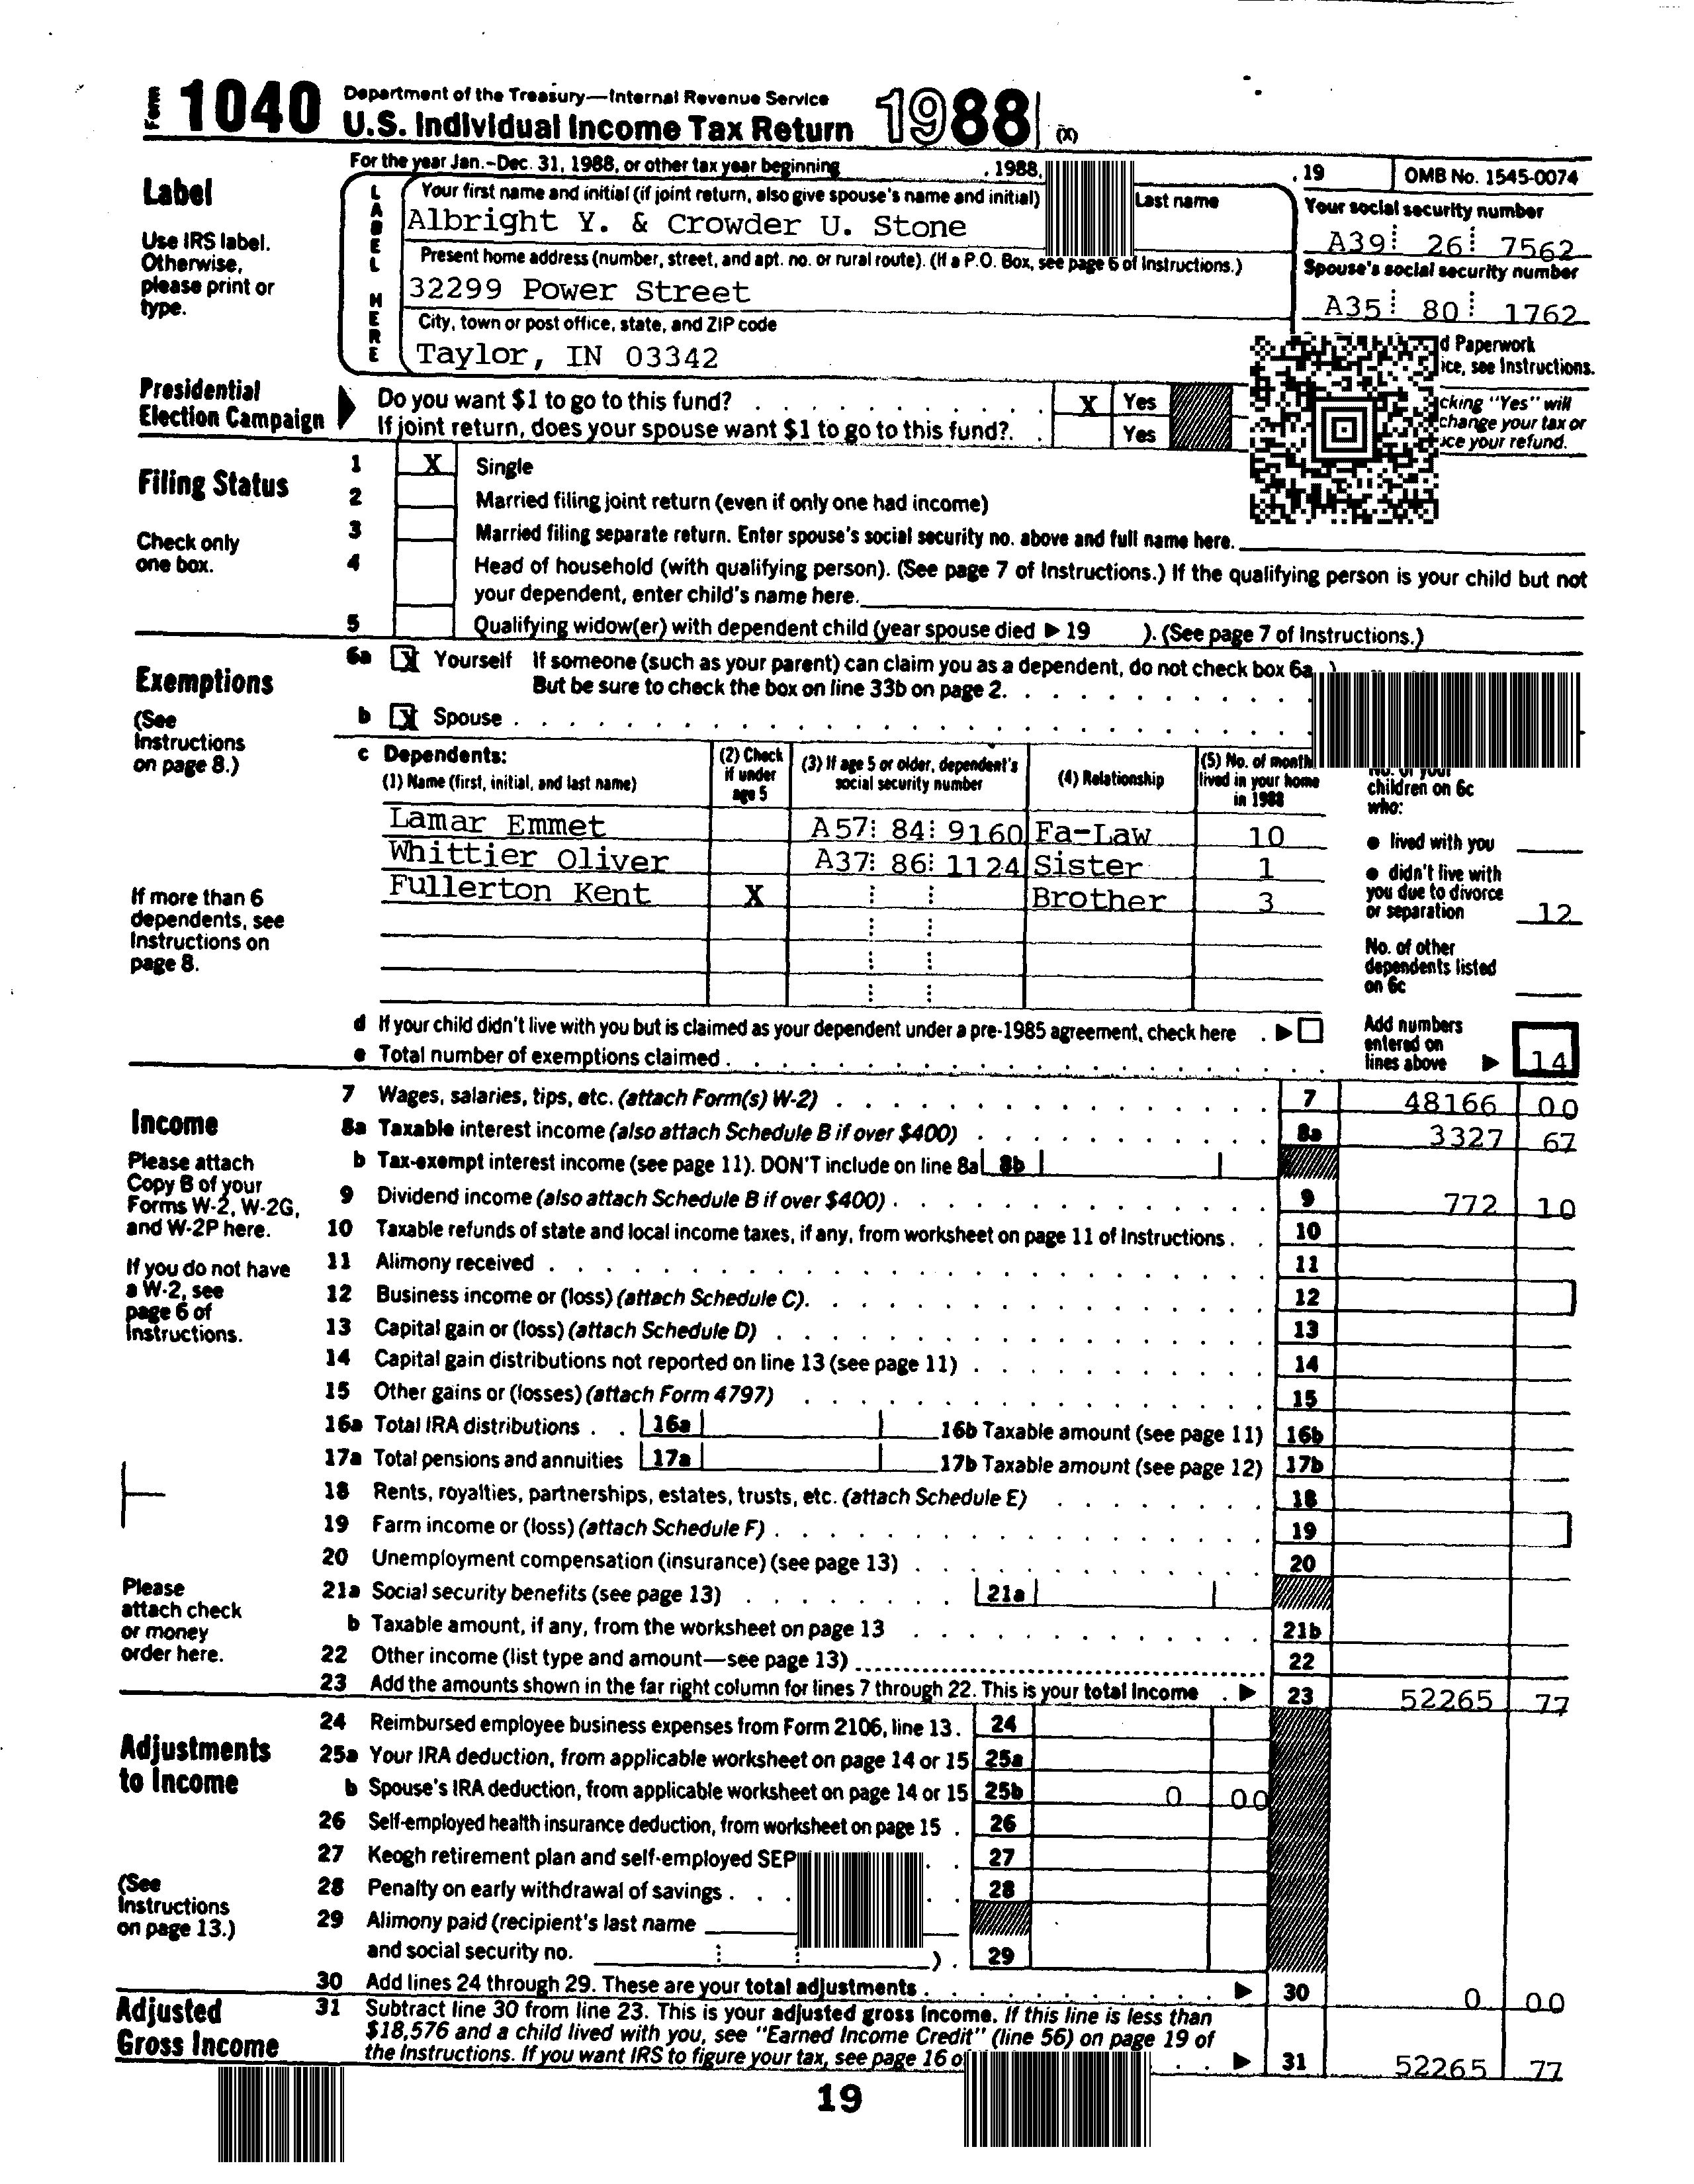 Form 1040 Department of the Treasury—Internal Revenue Service
U.S. Individual Income Tax Return 1988 (X)
For the year Jan.-Dec. 31, 1988, or other tax year beginning , 1988, , 19 OMB No. 1545-0074
Label
Use IRS label.
Otherwise,
please print or
type.
LABEL HERE
Your first name and initial (if joint return, also give spouse's name and initial) Last name
Albright Y. & Crowder U. Stone
Your social security number
A39 26 7562
Present home address (number, street, and apt. no. or rural route). (If a P.O. Box, see page 6 of Instructions.)
32299 Power Street
Spouse's social security number
A35 80 1762
City, town or post office, state, and ZIP code
Taylor, IN 03342
d Paperwork
ice, see Instructions.
Presidential
Election Campaign
Do you want $1 to go to this fund? X Yes
If joint return, does your spouse want $1 to go to this fund? Yes
cking "Yes" will
change your tax or
uce your refund.
Filing Status
Check only
one box.
1 X Single
2 Married filing joint return (even if only one had income)
3 Married filing separate return. Enter spouse's social security no. above and full name here.
4 Head of household (with qualifying person). (See page 7 of Instructions.) If the qualifying person is your child but not
your dependent, enter child's name here.
5 Qualifying widow(er) with dependent child (year spouse died ▶ 19 ). (See page 7 of Instructions.)
Exemptions
(See
Instructions
on page 8.)
6a X Yourself If someone (such as your parent) can claim you as a dependent, do not check box 6a.
But be sure to check the box on line 33b on page 2.
b X Spouse
c Dependents:
(1) Name (first, initial, and last name)
(2) Check
if under
age 5
(3) If age 5 or older, dependent's
social security number
(4) Relationship
(5) No. of month
lived in your home
in 1988
Lamar Emmet A57 84 9160 Fa-Law 10
Whittier Oliver A37 86 1124 Sister 1
Fullerton Kent X Brother 3
If more than 6
dependents, see
Instructions on
page 8.
No. of your
children on 6c
who:
● lived with you
● didn't live with
you due to divorce
or separation 12
No. of other
dependents listed
on 6c
d If your child didn't live with you but is claimed as your dependent under a pre-1985 agreement, check here ▶
e Total number of exemptions claimed
Add numbers
entered on
lines above ▶ 14
Income
Please attach
Copy B of your
Forms W-2, W-2G,
and W-2P here.
If you do not have
a W-2, see
page 6 of
Instructions.
7 Wages, salaries, tips, etc. (attach Form(s) W-2) 7 48166 00
8a Taxable interest income (also attach Schedule B if over $400) 8a 3327 67
b Tax-exempt interest income (see page 11). DON'T include on line 8a 8b
9 Dividend income (also attach Schedule B if over $400) 9 772 10
10 Taxable refunds of state and local income taxes, if any, from worksheet on page 11 of Instructions 10
11 Alimony received 11
12 Business income or (loss) (attach Schedule C) 12
13 Capital gain or (loss) (attach Schedule D) 13
14 Capital gain distributions not reported on line 13 (see page 11) 14
15 Other gains or (losses) (attach Form 4797) 15
16a Total IRA distributions 16a 16b Taxable amount (see page 11) 16b
17a Total pensions and annuities 17a 17b Taxable amount (see page 12) 17b
18 Rents, royalties, partnerships, estates, trusts, etc. (attach Schedule E) 18
19 Farm income or (loss) (attach Schedule F) 19
20 Unemployment compensation (insurance) (see page 13) 20
21a Social security benefits (see page 13) 21a
b Taxable amount, if any, from the worksheet on page 13 21b
22 Other income (list type and amount—see page 13) 22
23 Add the amounts shown in the far right column for lines 7 through 22. This is your total income ▶ 23 52265 77
Please
attach check
or money
order here.
Adjustments
to Income
(See
Instructions
on page 13.)
24 Reimbursed employee business expenses from Form 2106, line 13. 24
25a Your IRA deduction, from applicable worksheet on page 14 or 15 25a
b Spouse's IRA deduction, from applicable worksheet on page 14 or 15 25b 0 00
26 Self-employed health insurance deduction, from worksheet on page 15 26
27 Keogh retirement plan and self-employed SEP 27
28 Penalty on early withdrawal of savings 28
29 Alimony paid (recipient's last name
and social security no. ). 29
30 Add lines 24 through 29. These are your total adjustments ▶ 30 0 00
Adjusted
Gross Income
31 Subtract line 30 from line 23. This is your adjusted gross income. If this line is less than
$18,576 and a child lived with you, see "Earned Income Credit" (line 56) on page 19 of
the Instructions. If you want IRS to figure your tax, see page 16 o ▶ 31 52265 77
19